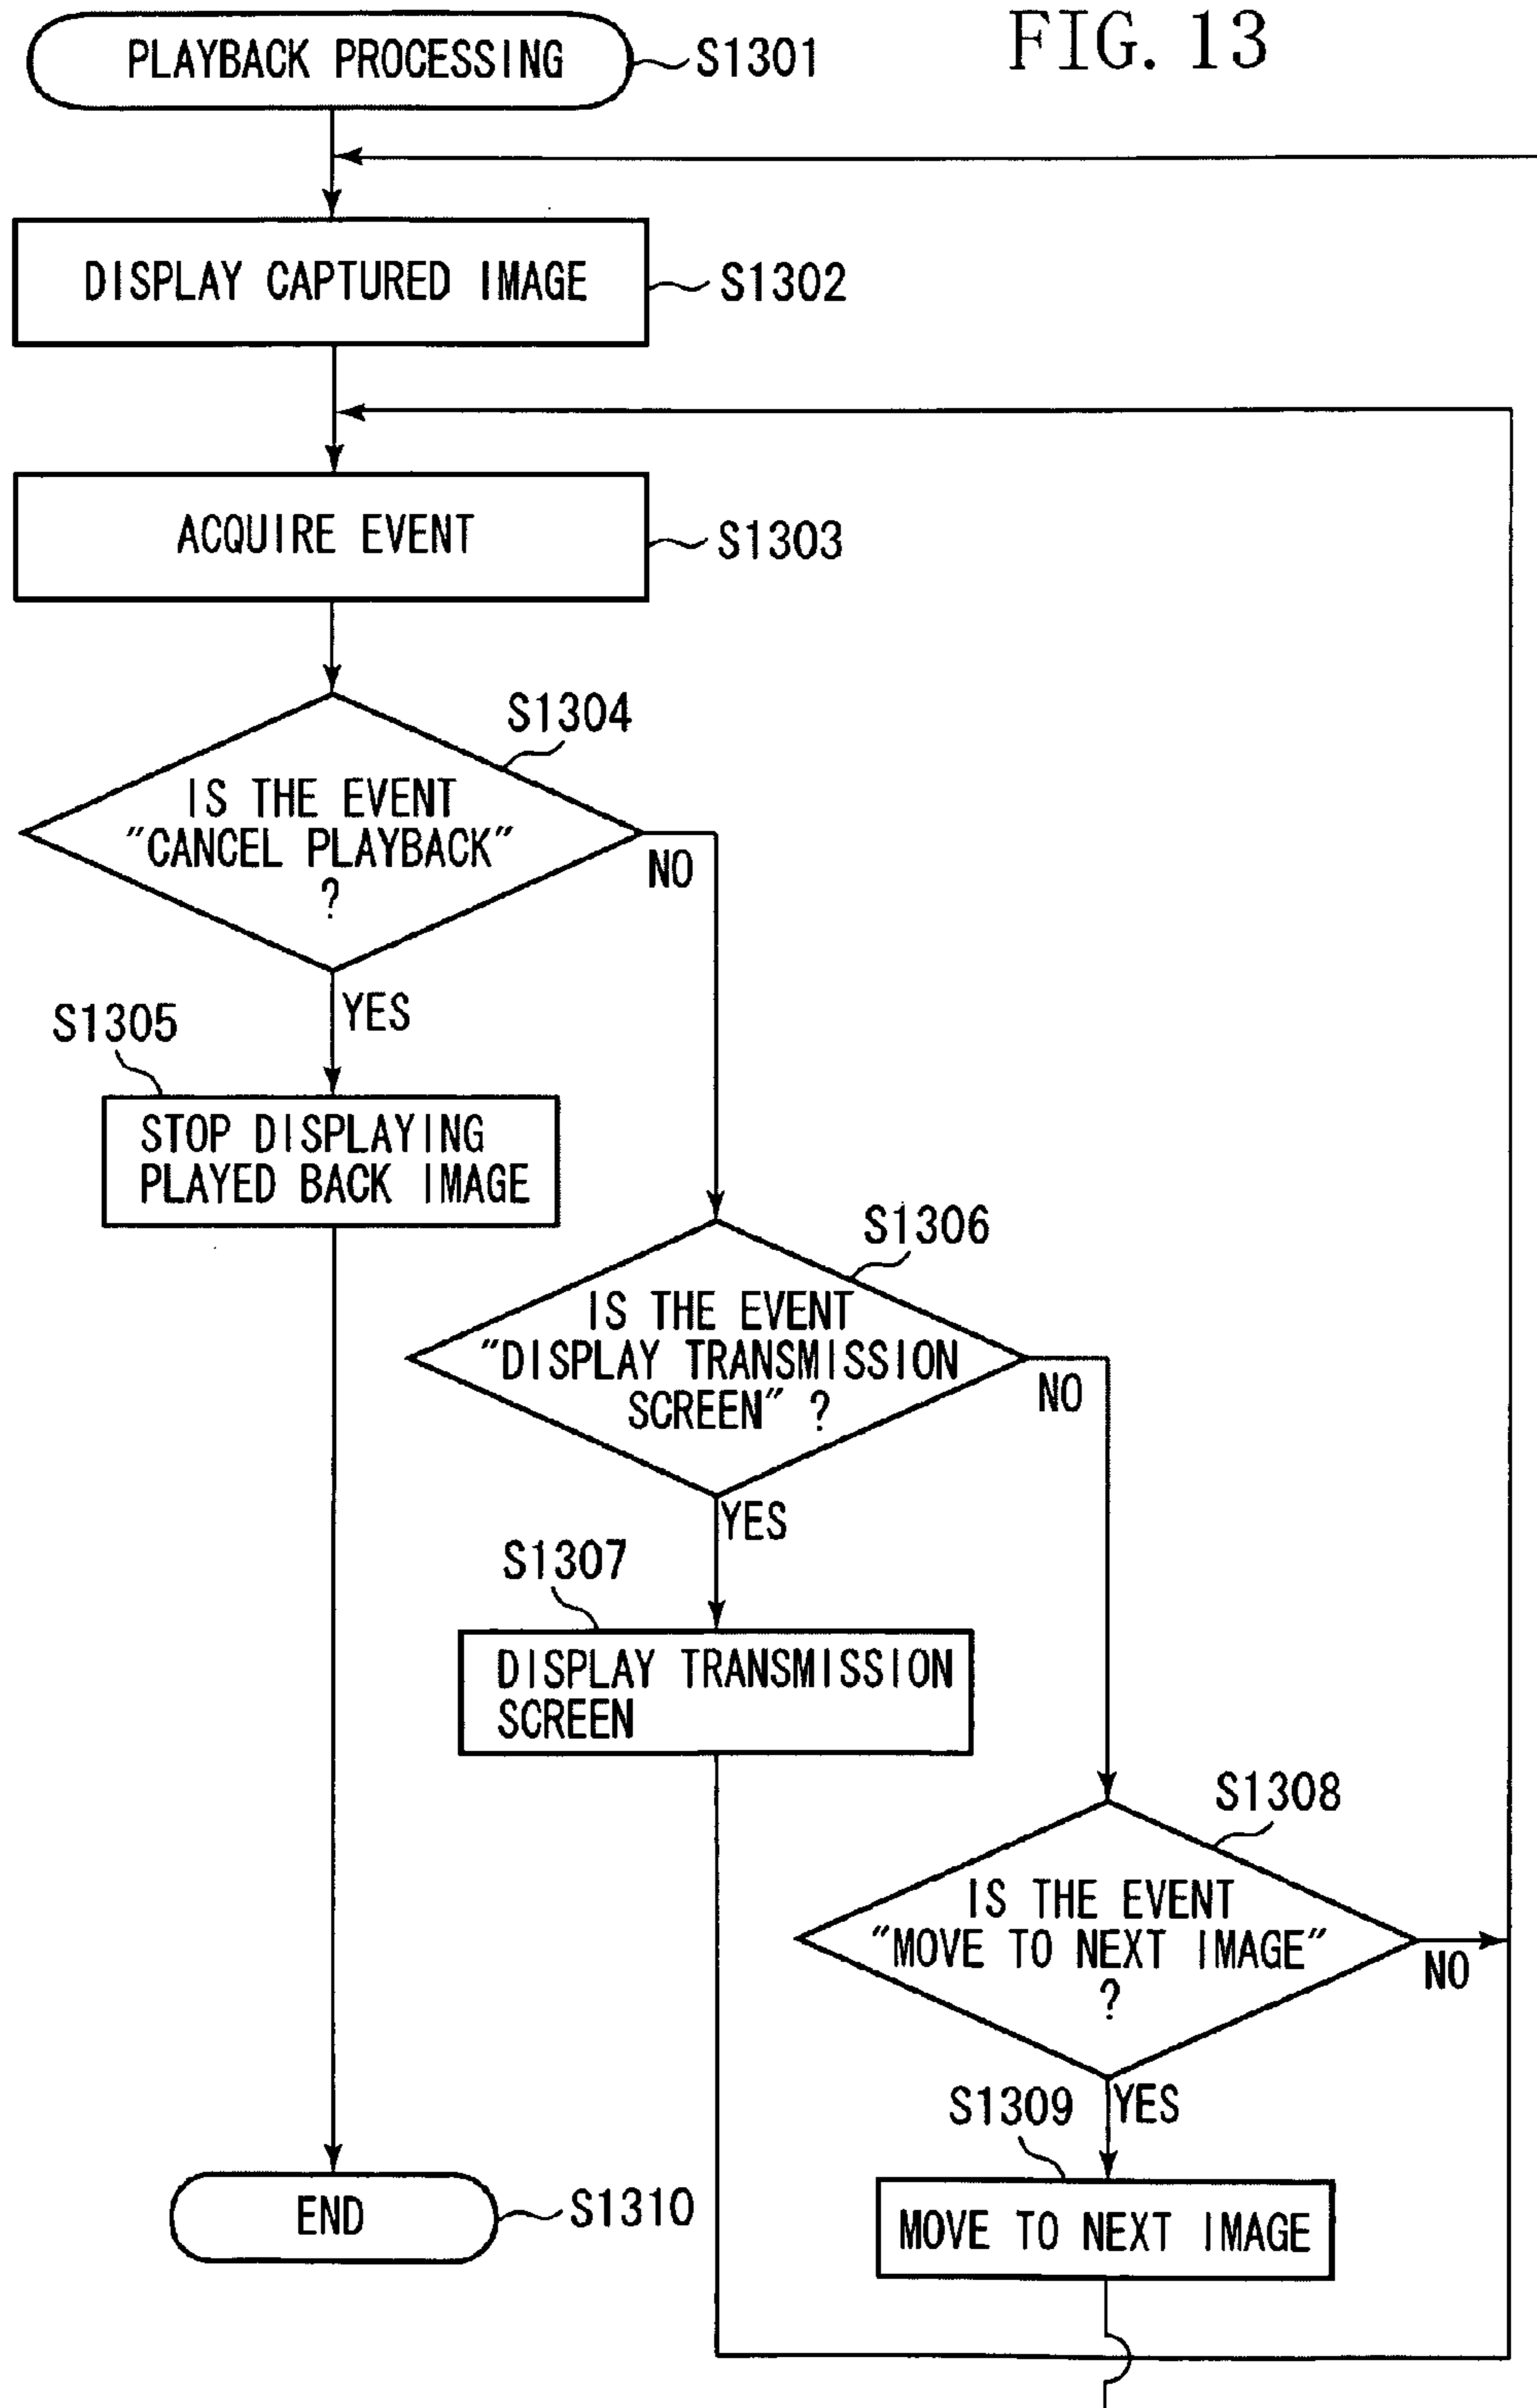 FIG. 13
PLAYBACK PROCESSING
S1301
DISPLAY CAPTURED IMAGE
S1302
ACQUIRE EVENT
S1303
S1304
IS THE EVENT
"CANCEL PLAYBACK"
?
NO
YES
S1305
STOP DISPLAYING
PLAYED BACK IMAGE
S1306
IS THE EVENT
"DISPLAY TRANSMISSION
SCREEN" ?
NO
YES
S1307
DISPLAY TRANSMISSION
SCREEN
S1308
IS THE EVENT
"MOVE TO NEXT IMAGE"
?
NO
YES
S1309
MOVE TO NEXT IMAGE
END
S1310